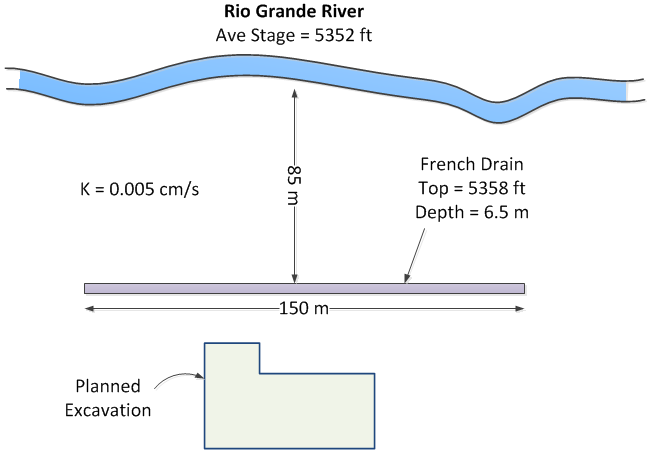 Rio Grande River
Ave Stage = 5352 ft
85 m
K = 0.005 cm/s
French Drain
Top = 5358 ft
Depth = 6.5 m
150 m
Planned
Excavation